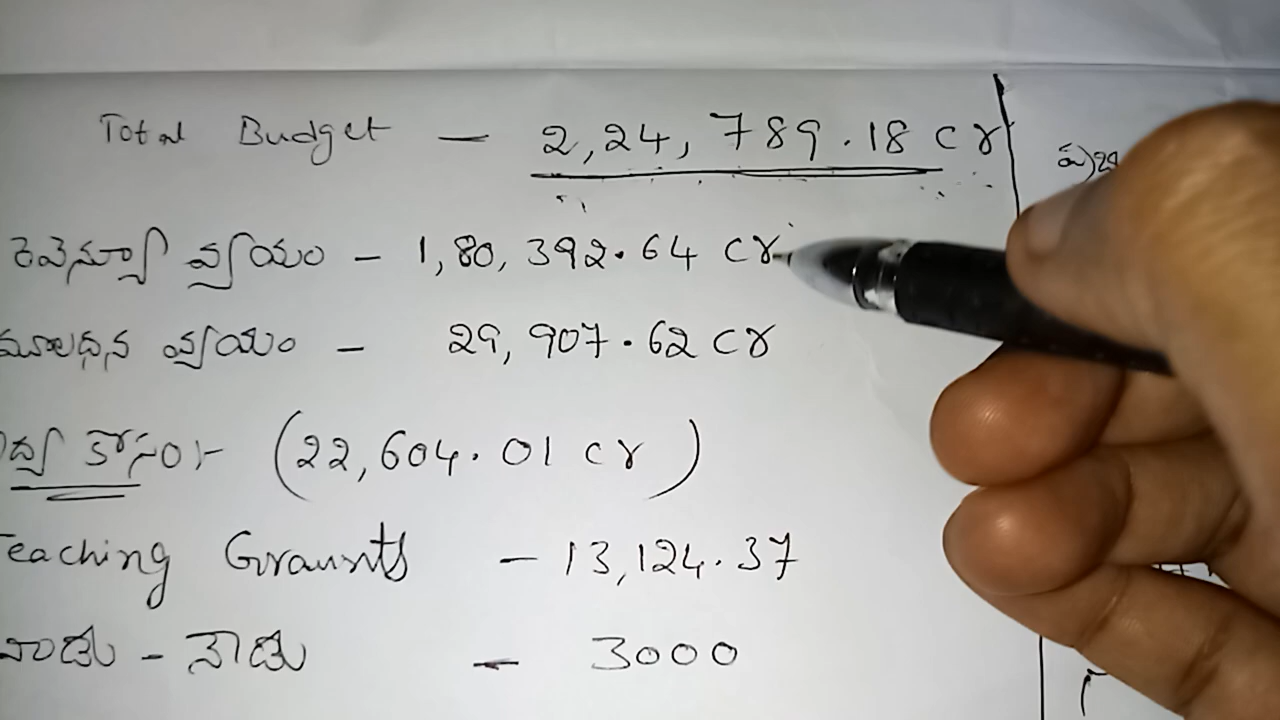 Total Budget — 2,24,789.18 cr
రెవెన్యూ వ్యయం – 1,80,392.64 cr
మూలధన వ్యయం – 29,907.62 cr
కోసం:- (22,604.01 cr)
Teaching Graunts – 13,124.37
నాడు – నేడు – 3000